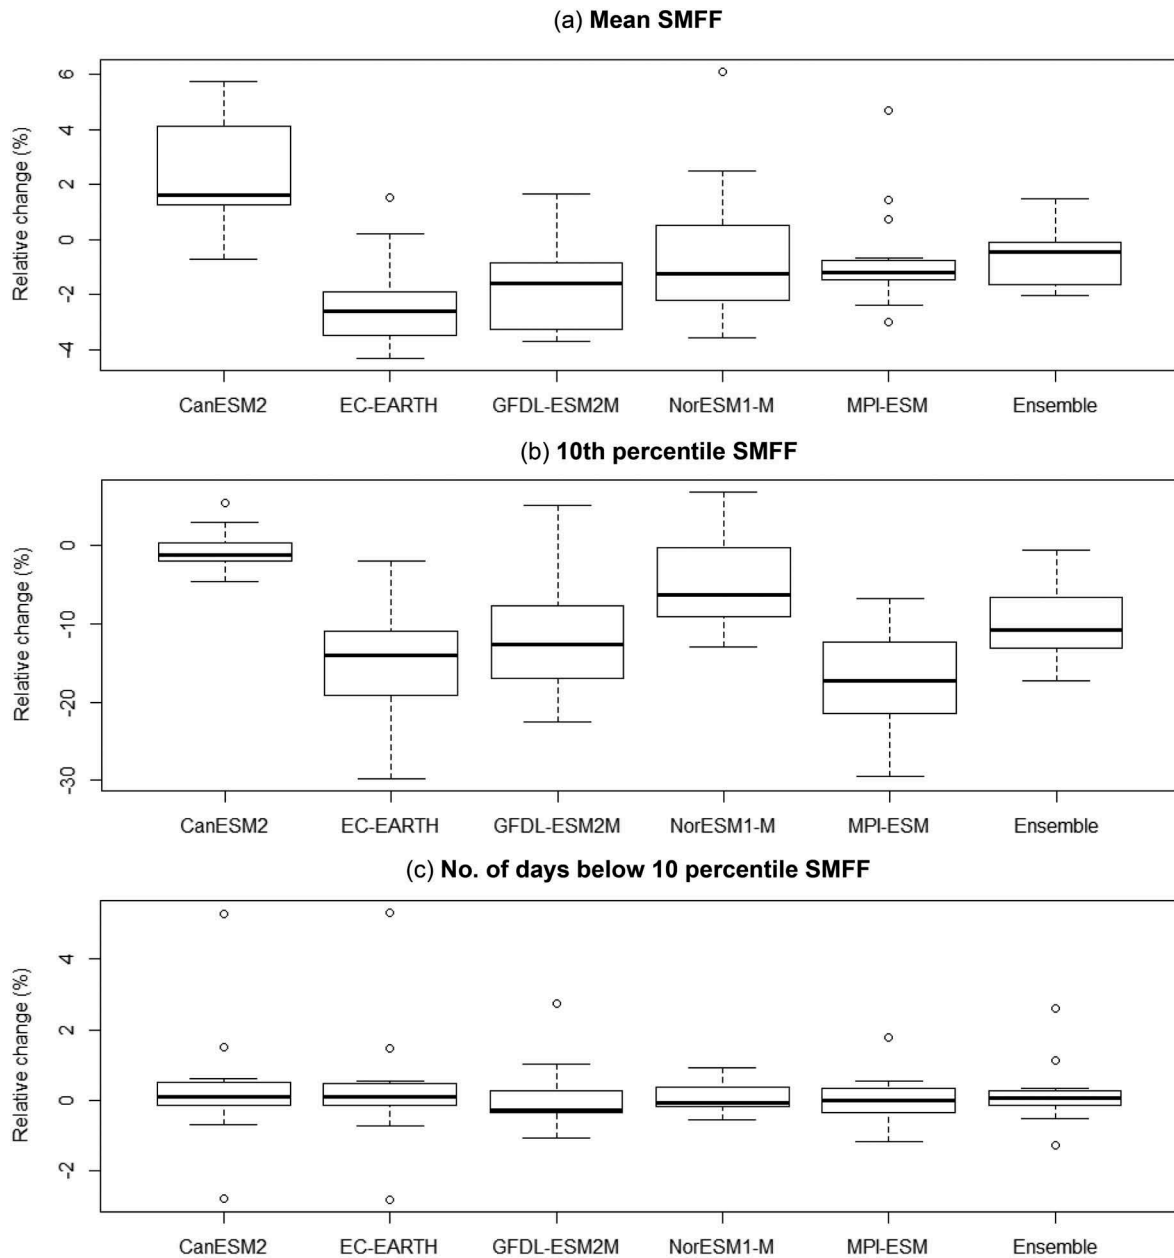 (a) Mean SMFF
Relative change (%)
6
4
2
0
-2
-4
CanESM2 EC-EARTH GFDL-ESM2M NorESM1-M MPI-ESM Ensemble
(b) 10th percentile SMFF
Relative change (%)
0
-10
-20
-30
CanESM2 EC-EARTH GFDL-ESM2M NorESM1-M MPI-ESM Ensemble
(c) No. of days below 10 percentile SMFF
Relative change (%)
4
2
0
-2
CanESM2 EC-EARTH GFDL-ESM2M NorESM1-M MPI-ESM Ensemble